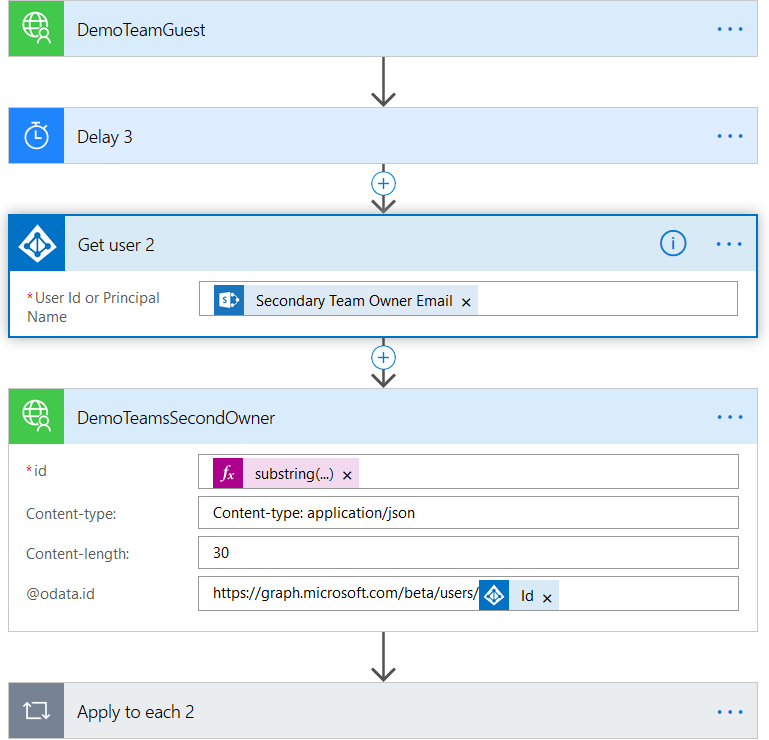 DemoTeamGuest
Delay 3
Get user 2
*User Id or Principal
Name
Secondary Team Owner Email ×
DemoTeamsSecondOwner
*id
fx substring(...) ×
Content-type:
Content-type: application/json
Content-length:
30
@odata.id
https://graph.microsoft.com/beta/users/ Id ×
Apply to each 2